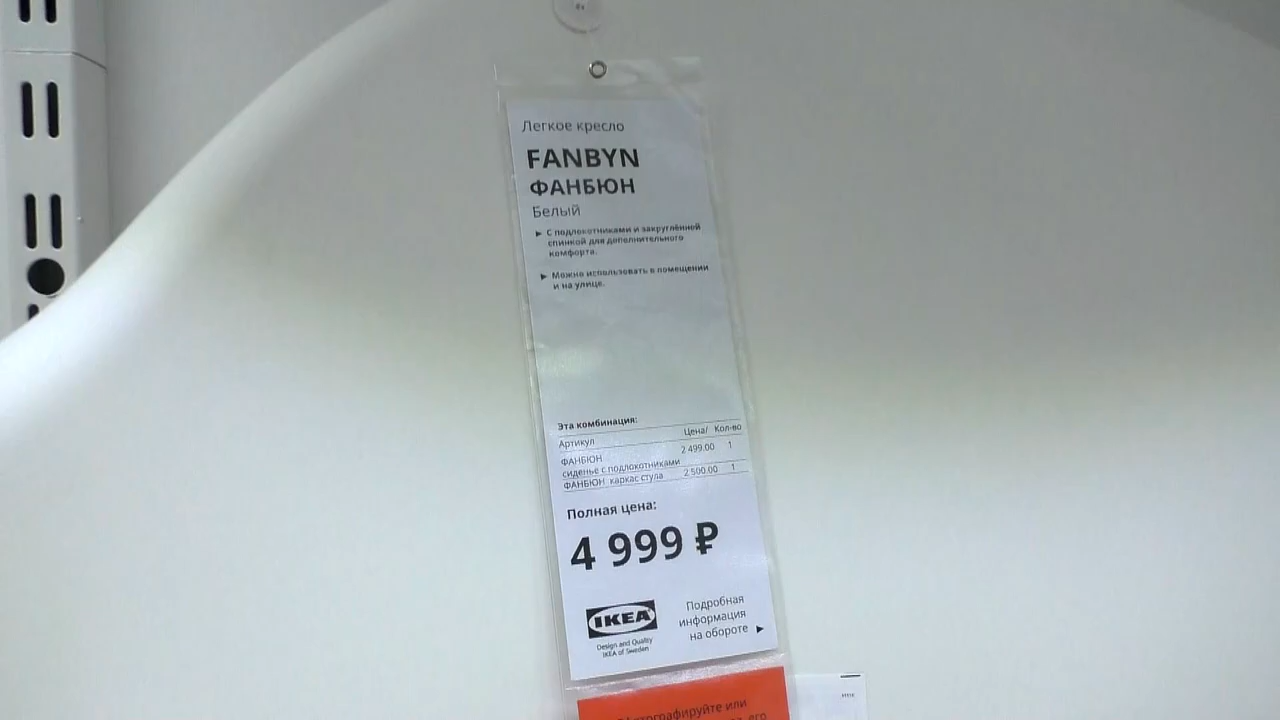 Легкое кресло
FANBYN
ФАНБЮН
Белый
► С подлокотниками и закруглённой
спинкой для дополнительного
комфорта.
► Можно использовать в помещении
и на улице.
Эта комбинация:
Артикул Цена/ Кол-во
ФАНБЮН 2 499.00 1
сиденье с подлокотниками
ФАНБЮН каркас стула 2 500.00 1
Полная цена:
4 999 ₽
IKEA
Design and Quality
IKEA of Sweden
Подробная
информация
на обороте ►
или
его